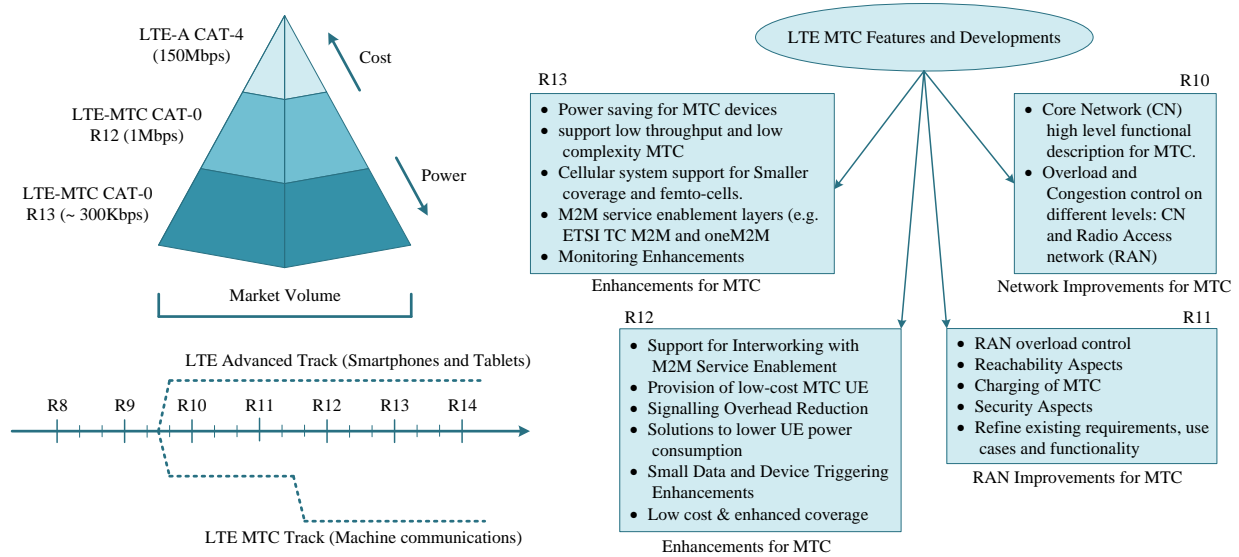 LTE-A CAT-4
(150Mbps)
Cost
LTE-MTC CAT-0
R12 (1Mbps)
Power
LTE-MTC CAT-0
R13 (~ 300Kbps)
Market Volume
LTE Advanced Track (Smartphones and Tablets)
R8
R9
R10
R11
R12
R13
R14
LTE MTC Track (Machine communications)
LTE MTC Features and Developments
R13
• Power saving for MTC devices
• support low throughput and low
complexity MTC
• Cellular system support for Smaller
coverage and femto-cells.
• M2M service enablement layers (e.g.
ETSI TC M2M and oneM2M
• Monitoring Enhancements
Enhancements for MTC
R10
• Core Network (CN)
high level functional
description for MTC.
• Overload and
Congestion control on
different levels: CN
and Radio Access
network (RAN)
Network Improvements for MTC
R12
• Support for Interworking with
M2M Service Enablement
• Provision of low-cost MTC UE
• Signalling Overhead Reduction
• Solutions to lower UE power
consumption
• Small Data and Device Triggering
Enhancements
• Low cost & enhanced coverage
Enhancements for MTC
R11
• RAN overload control
• Reachability Aspects
• Charging of MTC
• Security Aspects
• Refine existing requirements, use
cases and functionality
RAN Improvements for MTC